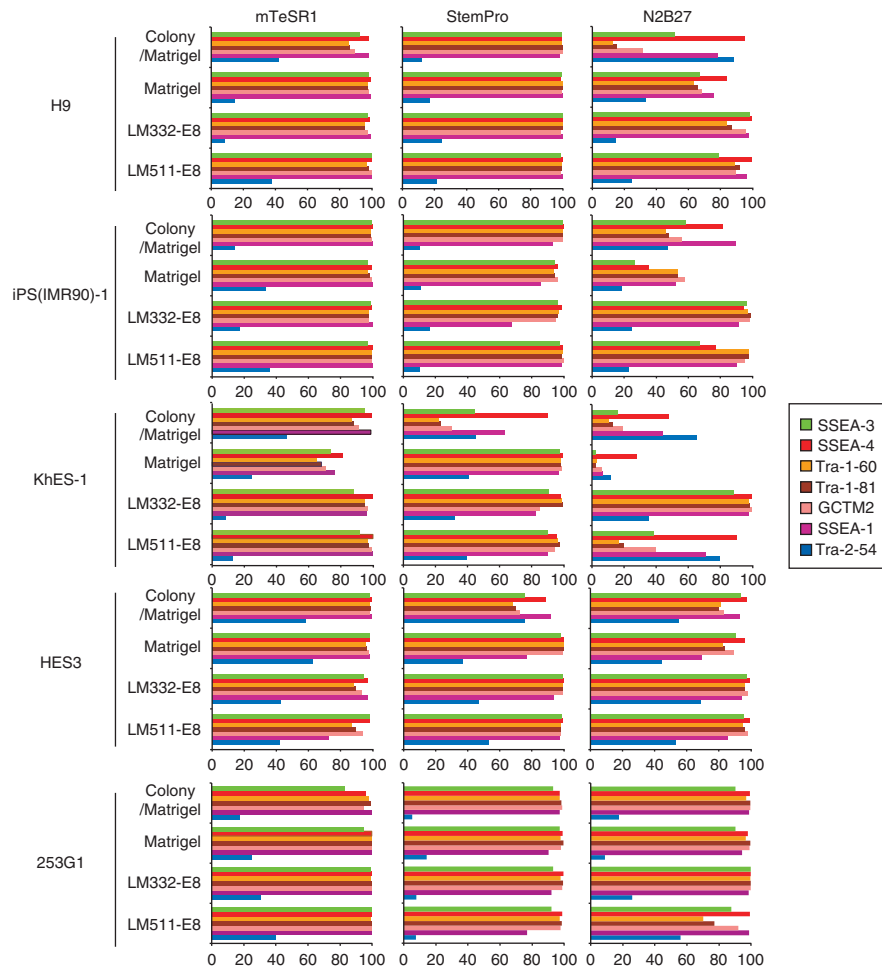 mTeSR1 StemPro N2B27
H9
Colony
/Matrigel
Matrigel
LM332-E8
LM511-E8
0 20 40 60 80 100 0 20 40 60 80 100 0 20 40 60 80 100
iPS(IMR90)-1
Colony
/Matrigel
Matrigel
LM332-E8
LM511-E8
0 20 40 60 80 100 0 20 40 60 80 100 0 20 40 60 80 100
KhES-1
Colony
/Matrigel
Matrigel
LM332-E8
LM511-E8
0 20 40 60 80 100 0 20 40 60 80 100 0 20 40 60 80 100
HES3
Colony
/Matrigel
Matrigel
LM332-E8
LM511-E8
0 20 40 60 80 100 0 20 40 60 80 100 0 20 40 60 80 100
253G1
Colony
/Matrigel
Matrigel
LM332-E8
LM511-E8
0 20 40 60 80 100 0 20 40 60 80 100 0 20 40 60 80 100
SSEA-3
SSEA-4
Tra-1-60
Tra-1-81
GCTM2
SSEA-1
Tra-2-54